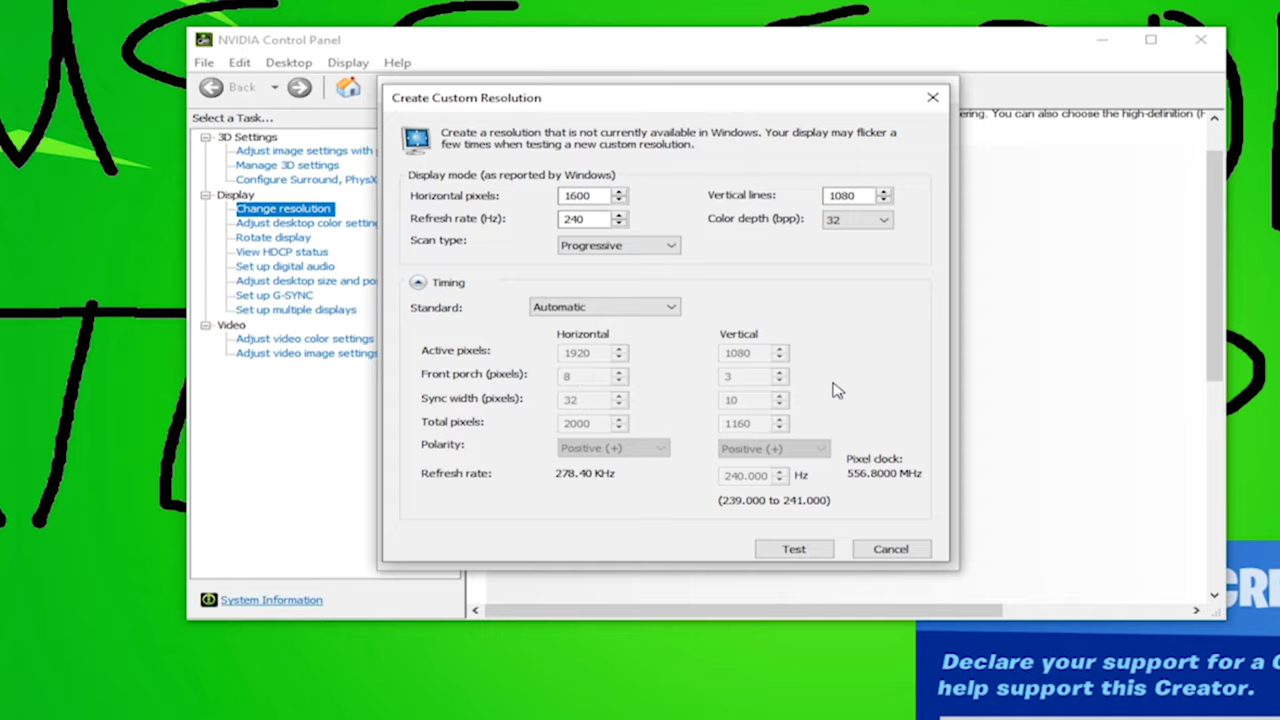 NVIDIA Control Panel
File Edit Desktop Display Help
Back
Select a Task...
3D Settings
Adjust image settings with
Manage 3D settings
Configure Surround, PhysX
Display
Change resolution
Adjust desktop color
Rotate display
View HDCP status
Set up digital audio
Adjust desktop size and
Set up G-SYNC
Set up multiple displays
Video
Adjust video color settings
Adjust video image settings
System Information
ering. You can also choose the high-definition (H
Create Custom Resolution
Create a resolution that is not currently available in Windows. Your display may flicker a
few times when testing a new custom resolution.
Display mode (as reported by Windows)
Horizontal pixels: 1600 Vertical lines: 1080
Refresh rate (Hz): 240 Color depth (bpp): 32
Scan type: Progressive
Timing
Standard: Automatic
Horizontal Vertical
Active pixels: 1920 1080
Front porch (pixels): 8 3
Sync width (pixels): 32 10
Total pixels: 2000 1160
Polarity: Positive (+) Positive (+)
Refresh rate: 278.40 KHz 240.000 Hz
(239.000 to 241.000)
Pixel clock:
556.8000 MHz
Test Cancel
Declare your support for a
help support this Creator.